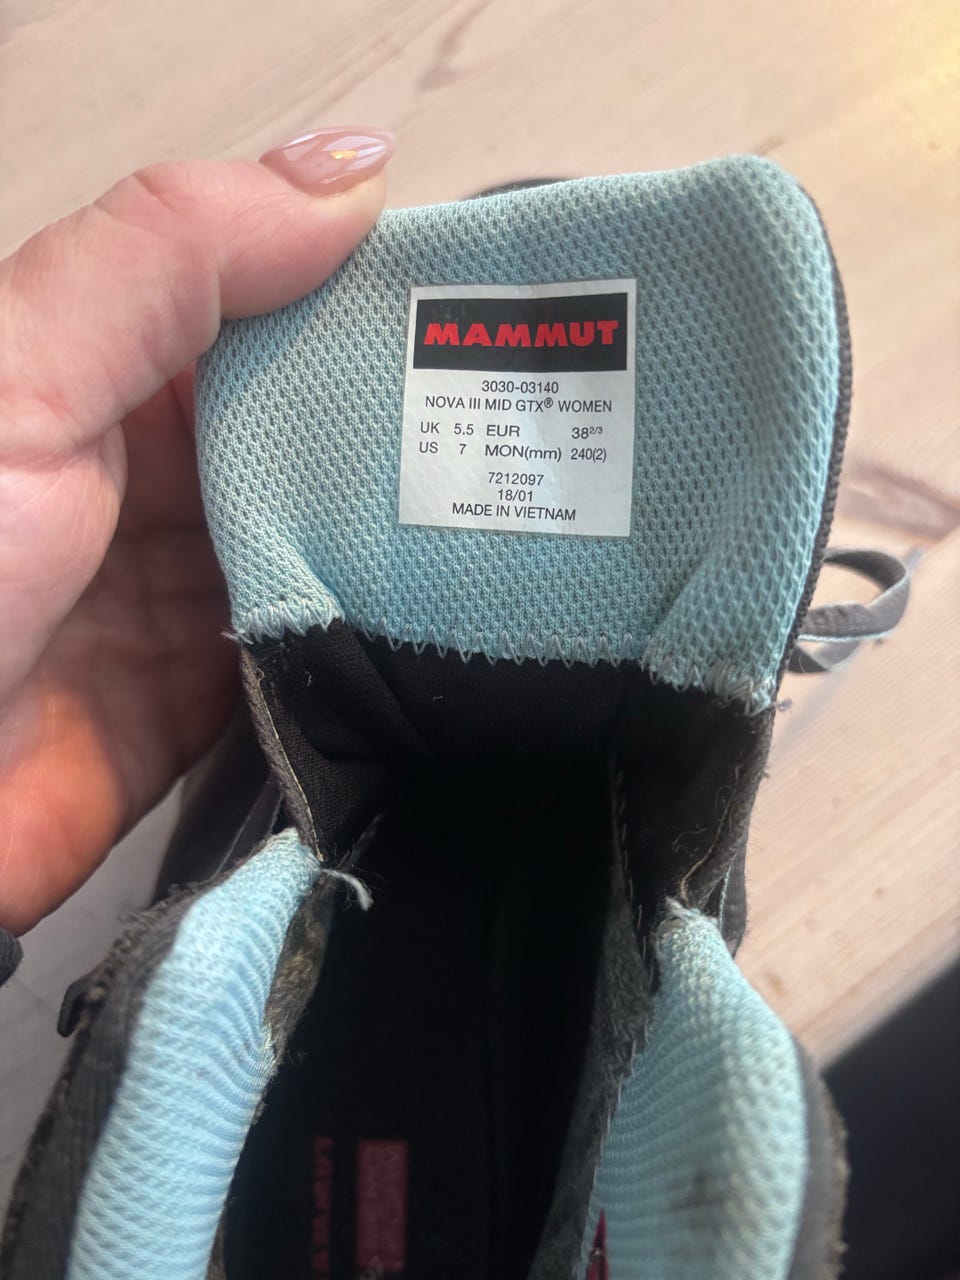 MAMMUT
3030-03140
NOVA III MID GTX® WOMEN
UK 5.5 EUR 38 2/3
US 7 MON(mm) 240(2)
7212097
18/01
MADE IN VIETNAM